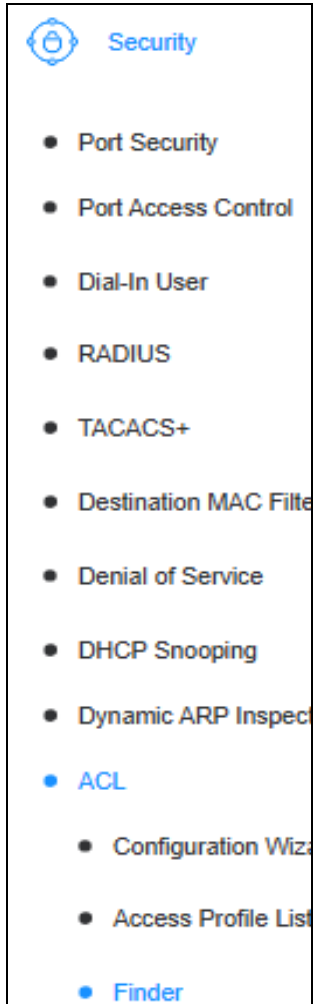 Security
Port Security
Port Access Control
Dial-In User
RADIUS
TACACS+
Destination MAC Filte
Denial of Service
DHCP Snooping
Dynamic ARP Inspect
ACL
Configuration Wiza
Access Profile List
Finder